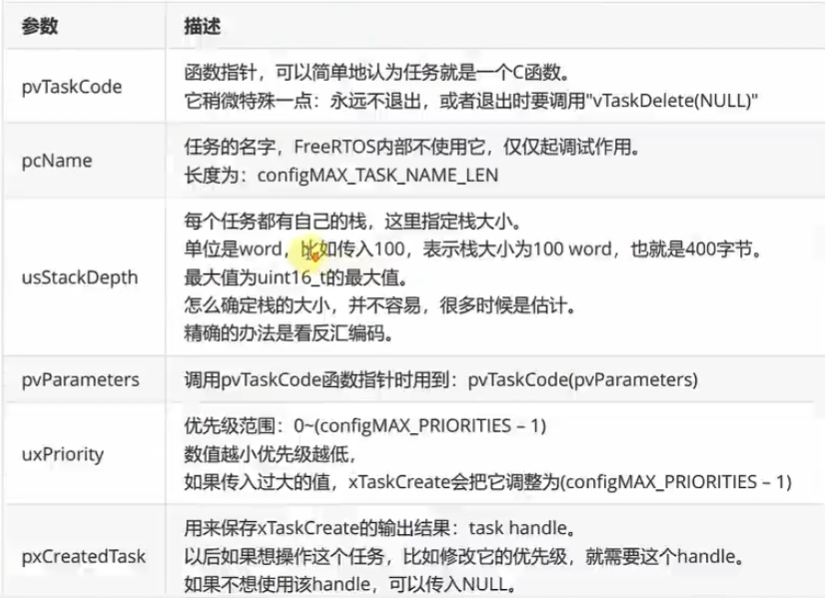 参数 描述
pvTaskCode
函数指针，可以简单地认为任务就是一个C函数。
它稍微特殊一点：永远不退出，或者退出时要调用"vTaskDelete(NULL)"
pcName
任务的名字，FreeRTOS内部不使用它，仅仅起调试作用。
长度为：configMAX_TASK_NAME_LEN
usStackDepth
每个任务都有自己的栈，这里指定栈大小。
单位是word，比如传入100，表示栈大小为100 word，也就是400字节。
最大值为uint16_t的最大值。
怎么确定栈的大小，并不容易，很多时候是估计。
精确的办法是看反汇编码。
pvParameters 调用pvTaskCode函数指针时用到：pvTaskCode(pvParameters)
uxPriority
优先级范围：0~(configMAX_PRIORITIES – 1)
数值越小优先级越低，
如果传入过大的值，xTaskCreate会把它调整为(configMAX_PRIORITIES – 1)
pxCreatedTask
用来保存xTaskCreate的输出结果：task handle。
以后如果想操作这个任务，比如修改它的优先级，就需要这个handle。
如果不想使用该handle，可以传入NULL。